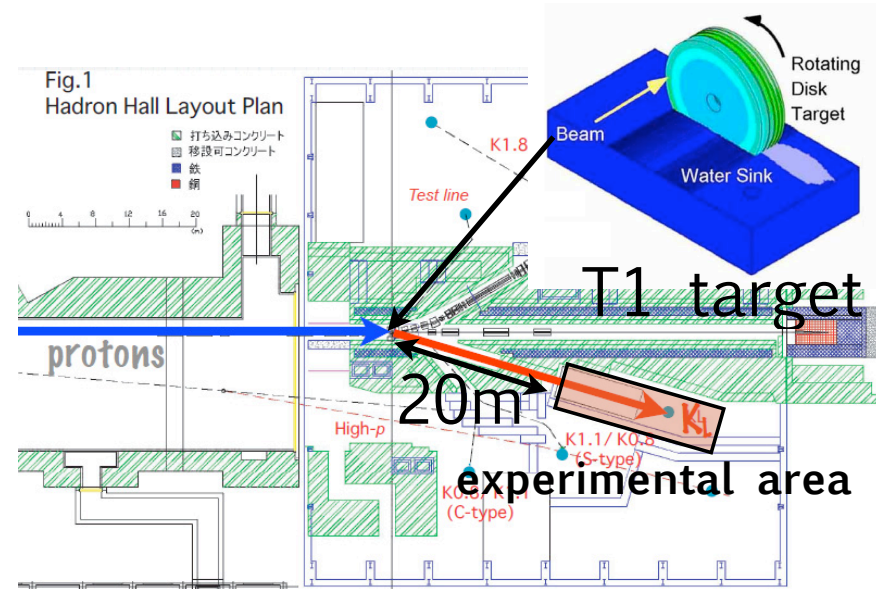 Fig.1
Hadron Hall Layout Plan
打ち込みコンクリート
移設可コンクリート
鉄
銅
0 4 8 12 16 20
(m)
K1.8
Test line
Beam
Rotating
Disk
Target
Water Sink
T1 target
protons
20m
KL
High-p
K1.1/ K0.8
(S-type)
experimental area
(C-type)